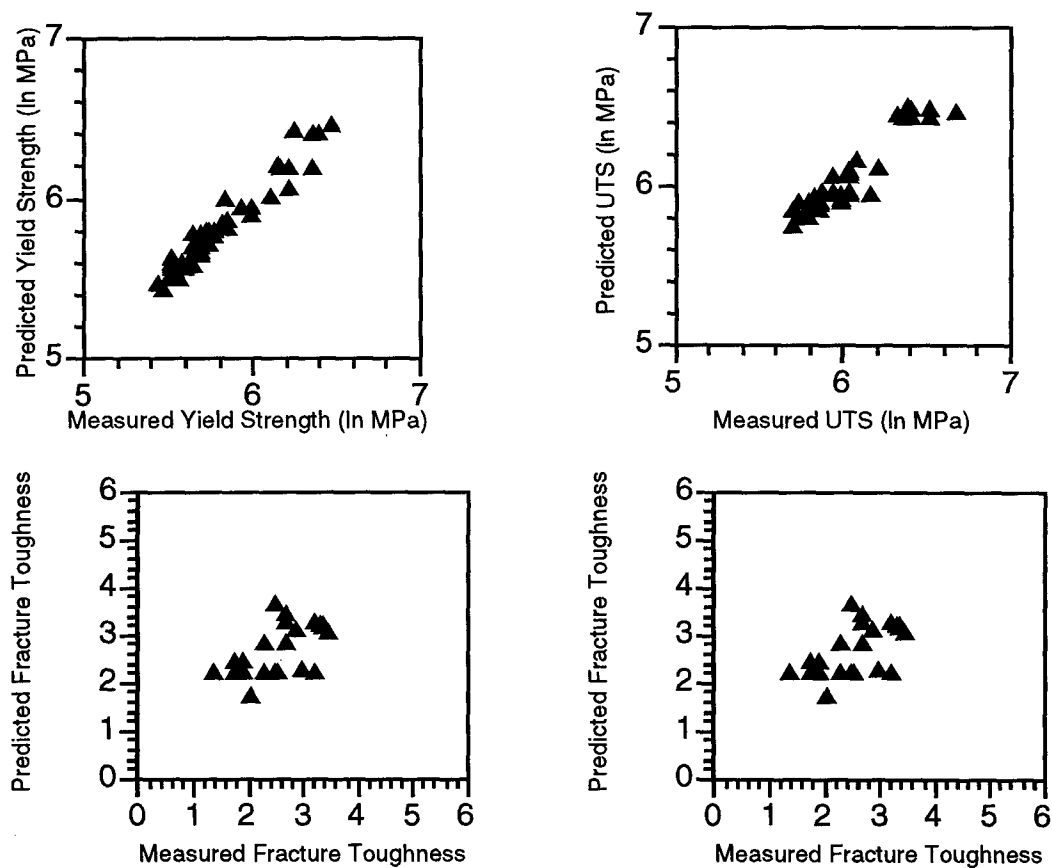 Predicted Yield Strength (ln MPa)
7
6
5
5 6 7
Measured Yield Strength (ln MPa)
Predicted UTS (ln MPa)
7
6
5
5 6 7
Measured UTS (ln MPa)
Predicted Fracture Toughness
6
5
4
3
2
1
0
0 1 2 3 4 5 6
Measured Fracture Toughness
Predicted Fracture Toughness
6
5
4
3
2
1
0
0 1 2 3 4 5 6
Measured Fracture Toughness